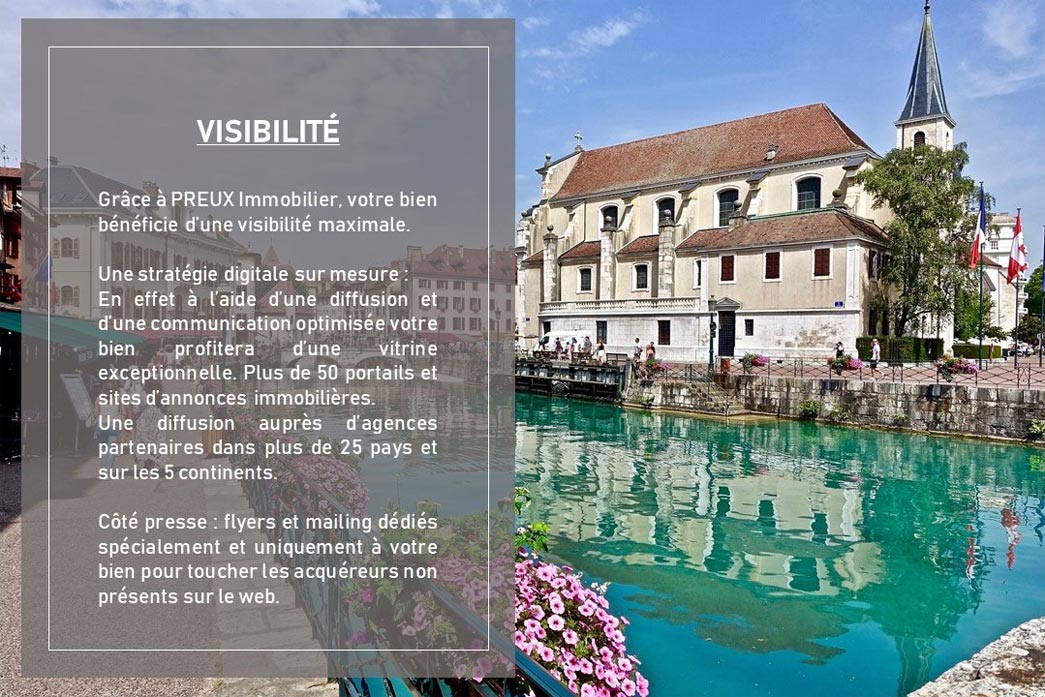 VISIBILITÉ
Grâce à PREUX Immobilier, votre bien
bénéficie d'une visibilité maximale.
Une stratégie digitale sur mesure :
En effet à l'aide d'une diffusion et
d'une communication optimisée votre
bien profitera d'une vitrine
exceptionnelle. Plus de 50 portails et
sites d'annonces immobilières.
Une diffusion auprès d'agences
partenaires dans plus de 25 pays et
sur les 5 continents.
Côté presse : flyers et mailing dédiés
spécialement et uniquement à votre
bien pour toucher les acquéreurs non
présents sur le web.